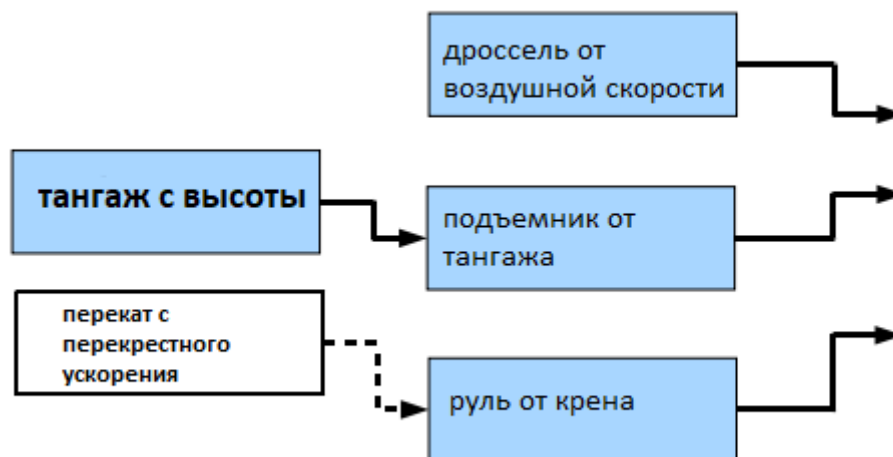 дроссель от
воздушной скорости
тангаж с высоты
подъемник от
тангажа
перекат с
перекрестного
ускорения
руль от крена